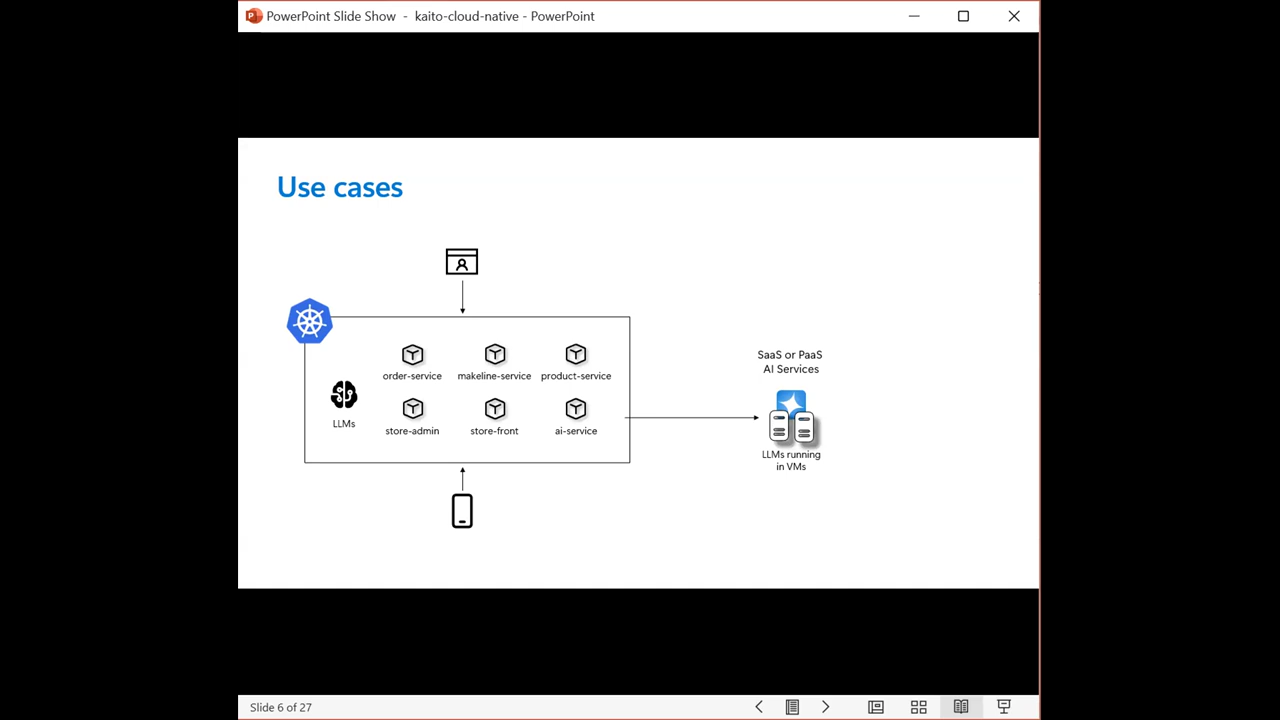 PowerPoint Slide Show - kaito-cloud-native - PowerPoint
Use cases
order-service
makeline-service
product-service
LLMs
store-admin
store-front
ai-service
SaaS or PaaS
AI Services
LLMs running
in VMs
Slide 6 of 27